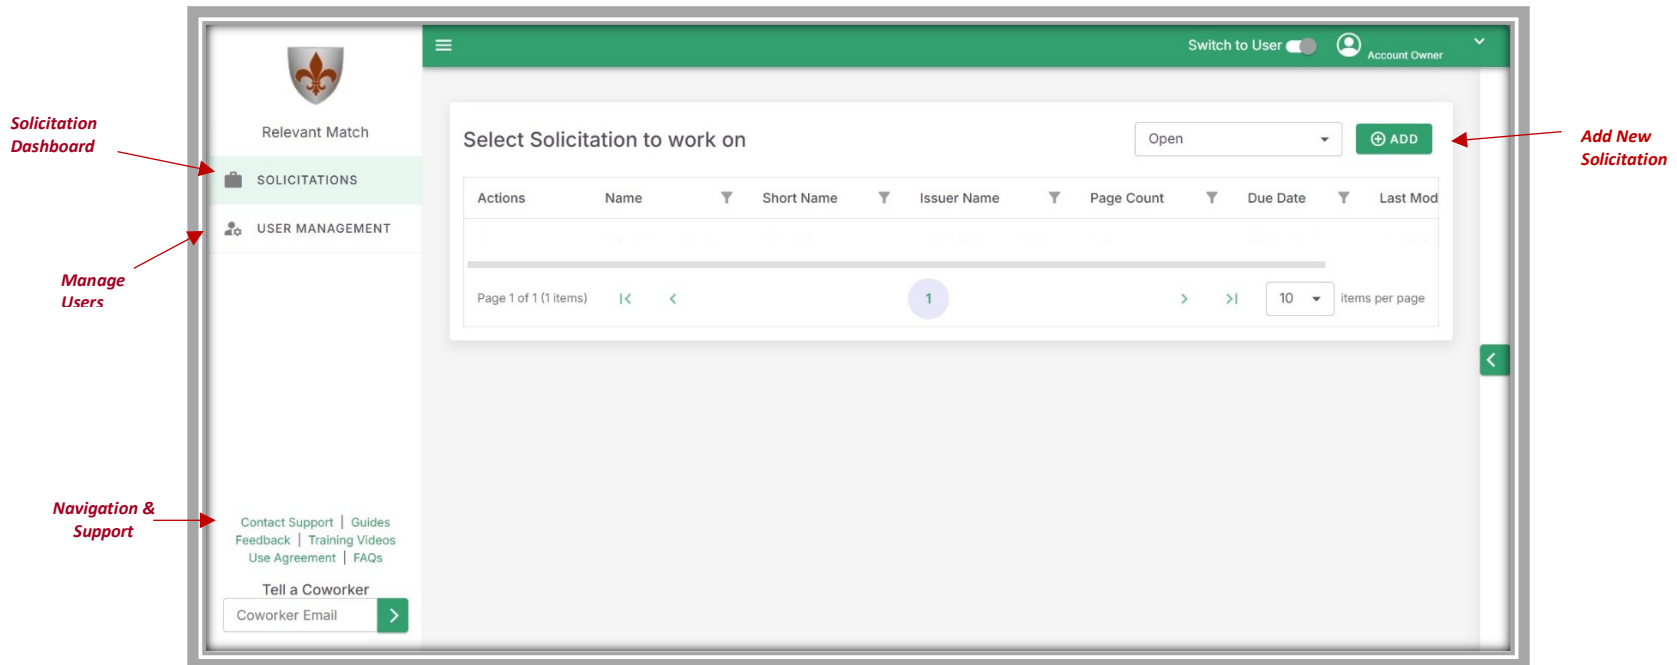 Switch to User
Account Owner
Relevant Match
Solicitation
Dashboard
SOLICITATIONS
USER MANAGEMENT
Manage
Users
Select Solicitation to work on
Open
ADD
Add New
Solicitation
Actions Name Short Name Issuer Name Page Count Due Date Last Mod
Page 1 of 1 (1 items) 1 10 items per page
Navigation &
Support
Contact Support | Guides
Feedback | Training Videos
Use Agreement | FAQs
Tell a Coworker
Coworker Email